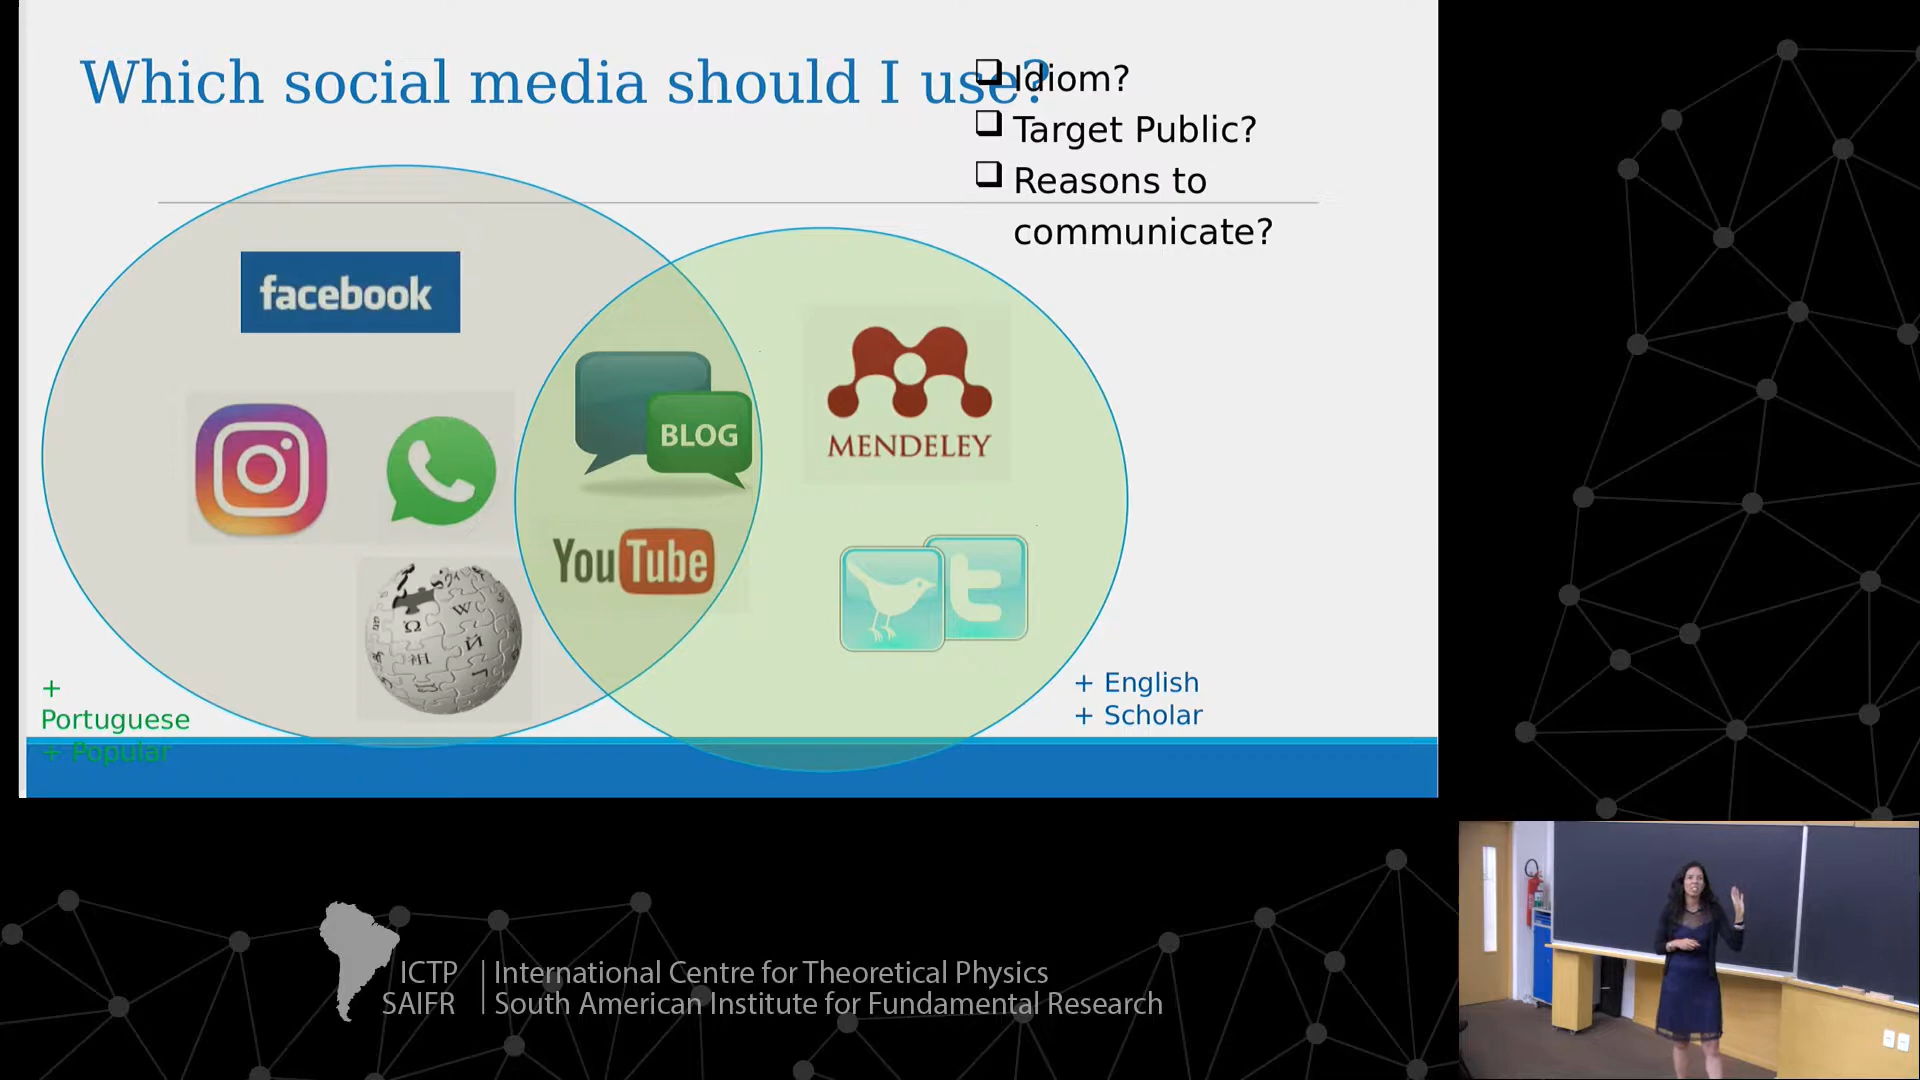 Which social media should I use?
Idiom?
Target Public?
Reasons to
communicate?
facebook
BLOG
MENDELEY
YouTube
t
+
Portuguese
+ Popular
+ English
+ Scholar
ICTP
SAIFR
International Centre for Theoretical Physics
South American Institute for Fundamental Research